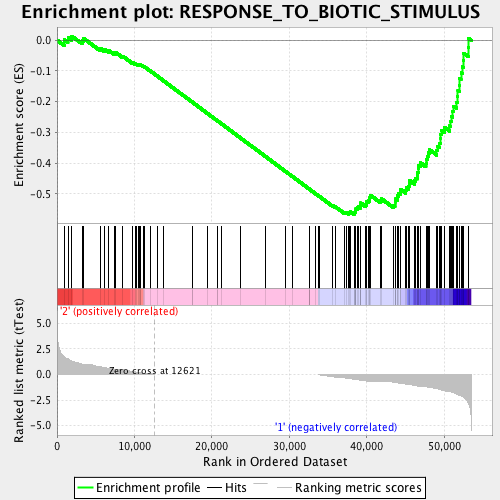 Enrichment plot: RESPONSE_TO_BIOTIC_STIMULUS
Enrichment score (ES)
0.0
-0.1
-0.2
-0.3
-0.4
-0.5
Ranked list metric (tTest)
'2' (positively correlated)
5.0
2.5
Zero cross at 12621
0.0
-2.5
'1' (negatively correlated)
-5.0
0
10,000
20,000
30,000
40,000
50,000
Rank in Ordered Dataset
Enrichment profile
Hits
Ranking metric scores